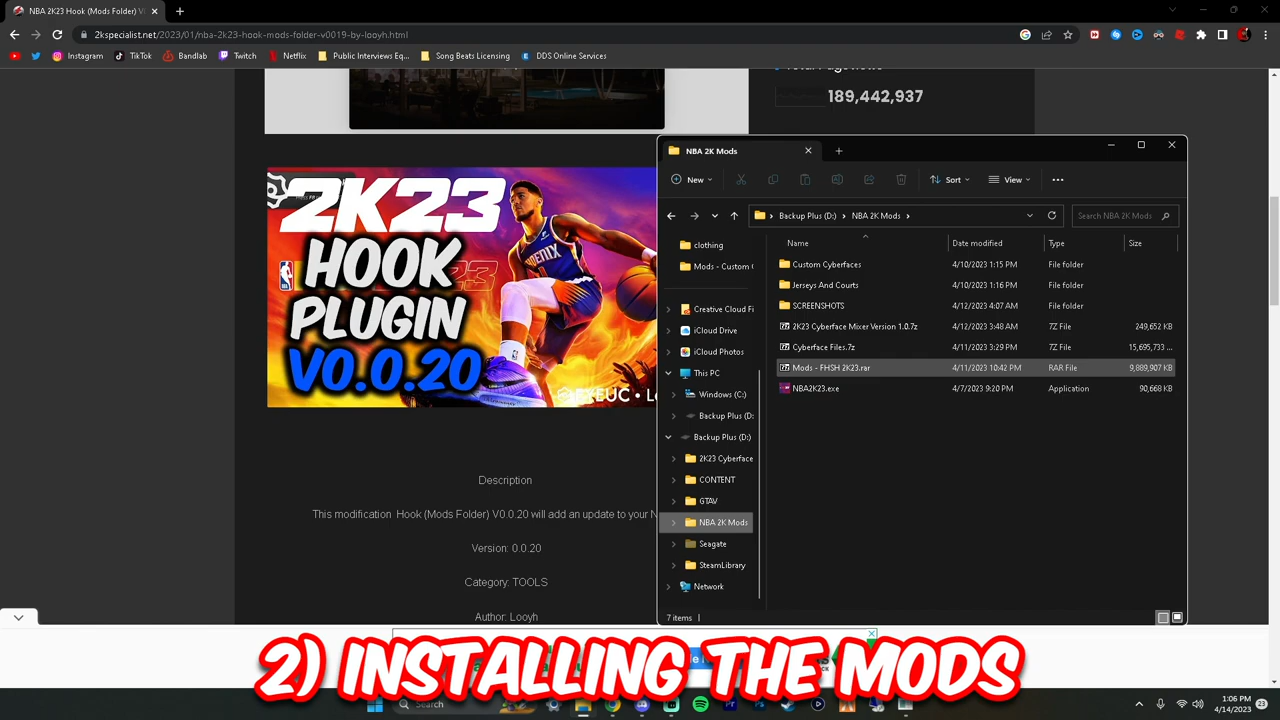 NBA 2K23 Hook (Mods Folder) V
2kspecialist.net/2023/01/nba-2k23-hook-mods-folder-v0019-by-looyh.html
Instagram
TikTok
Bandlab
Twitch
Netflix
Public Interviews Eq...
Song Beats Licensing
DDS Online Services
189,442,937
2K23
HOOK
PLUGIN
V0.0.20
Description
This modification Hook (Mods Folder) V0.0.20 will add an update to your N
Version: 0.0.20
Category: TOOLS
Author: Looyh
NBA 2K Mods
New
Sort
View
Backup Plus (D:) > NBA 2K Mods >
Search NBA 2K Mods
clothing
Mods - Custom
Creative Cloud Fi
iCloud Drive
iCloud Photos
This PC
Windows (C:)
Backup Plus (D:
Backup Plus (D:)
2K23 Cyberface
CONTENT
GTAV
NBA 2K Mods
Seagate
SteamLibrary
Network
Name Date modified Type Size
Custom Cyberfaces 4/10/2023 1:15 PM File folder
Jerseys And Courts 4/10/2023 1:16 PM File folder
SCREENSHOTS 4/12/2023 4:07 AM File folder
2K23 Cyberface Mixer Version 1.0.7z 4/12/2023 3:48 AM 7Z File 249,652 KB
Cyberface Files.7z 4/11/2023 3:29 AM 7Z File 15,695,733 ...
Mods - FHSH 2K23.rar 4/11/2023 10:42 PM RAR File 9,889,907 KB
NBA2K23.exe 4/7/2023 9:20 PM Application 90,668 KB
7 items
2) INSTALLING THE MODS
Search
1:06 PM
4/14/2023